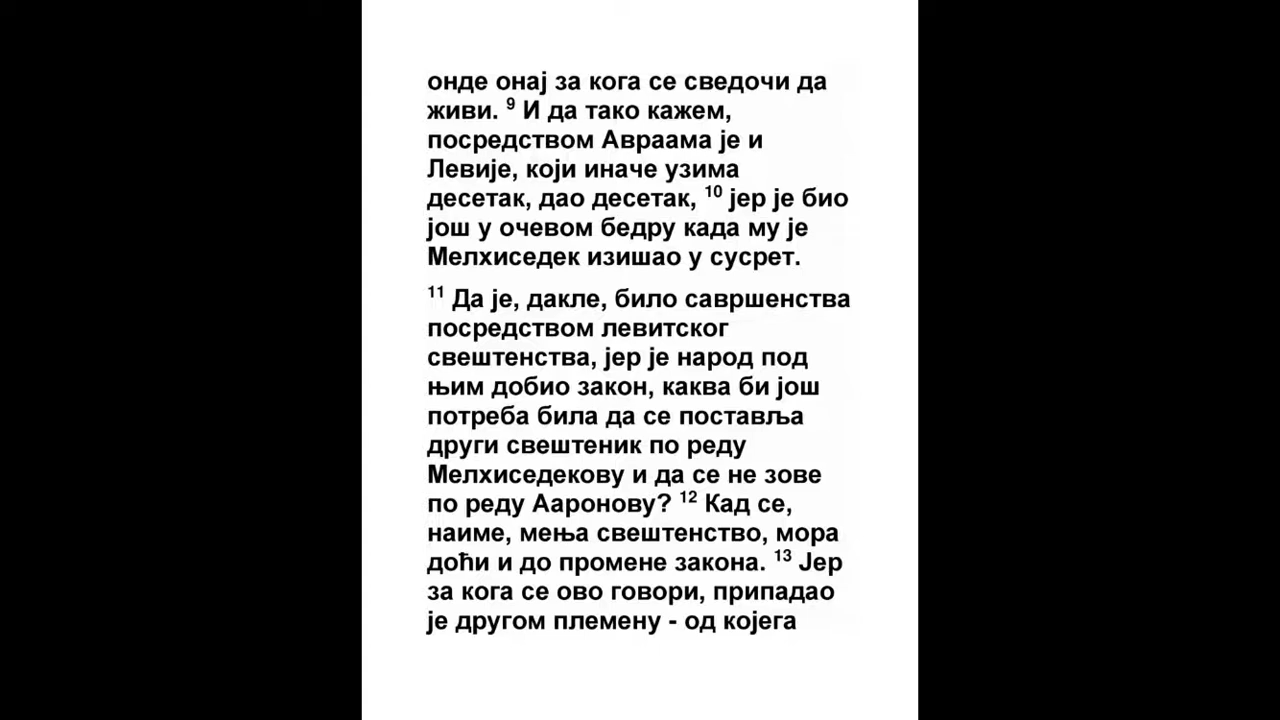 онде онај за кога се сведочи да
живи. 9 И да тако кажем,
посредством Авраама је и
Левије, који иначе узима
десетак, дао десетак, 10 јер је био
још у очевом бедру када му је
Мелхиседек изишао у сусрет.
11 Да је, дакле, било савршенства
посредством левитског
свештенства, јер је народ под
њим добио закон, каква би још
потреба била да се поставља
други свештеник по реду
Мелхиседекову и да се не зове
по реду Ааронову? 12 Кад се,
наиме, мења свештенство, мора
доћи и до промене закона. 13 Јер
за кога се ово говори, припадао
је другом племену - од којега